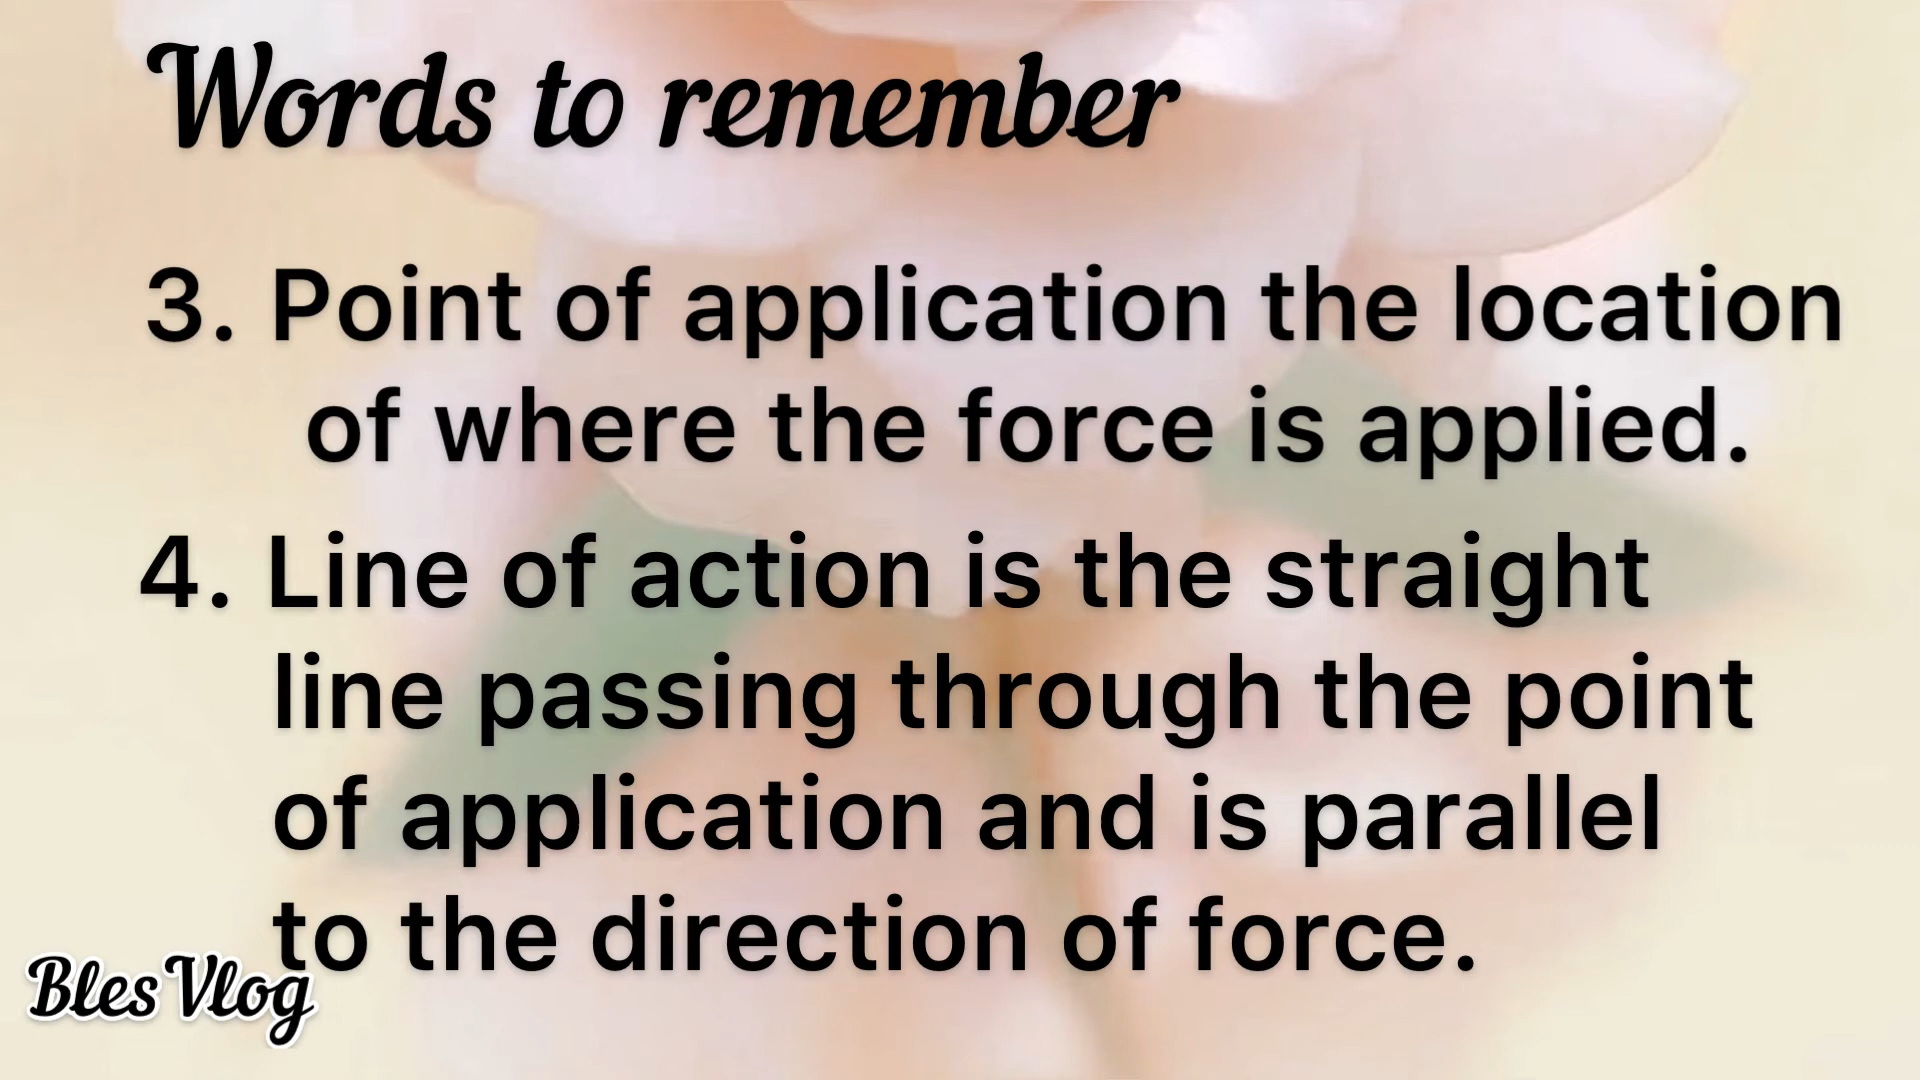 Words to remember
3. Point of application the location
of where the force is applied.
4. Line of action is the straight
line passing through the point
of application and is parallel
to the direction of force.
Bles Vlog